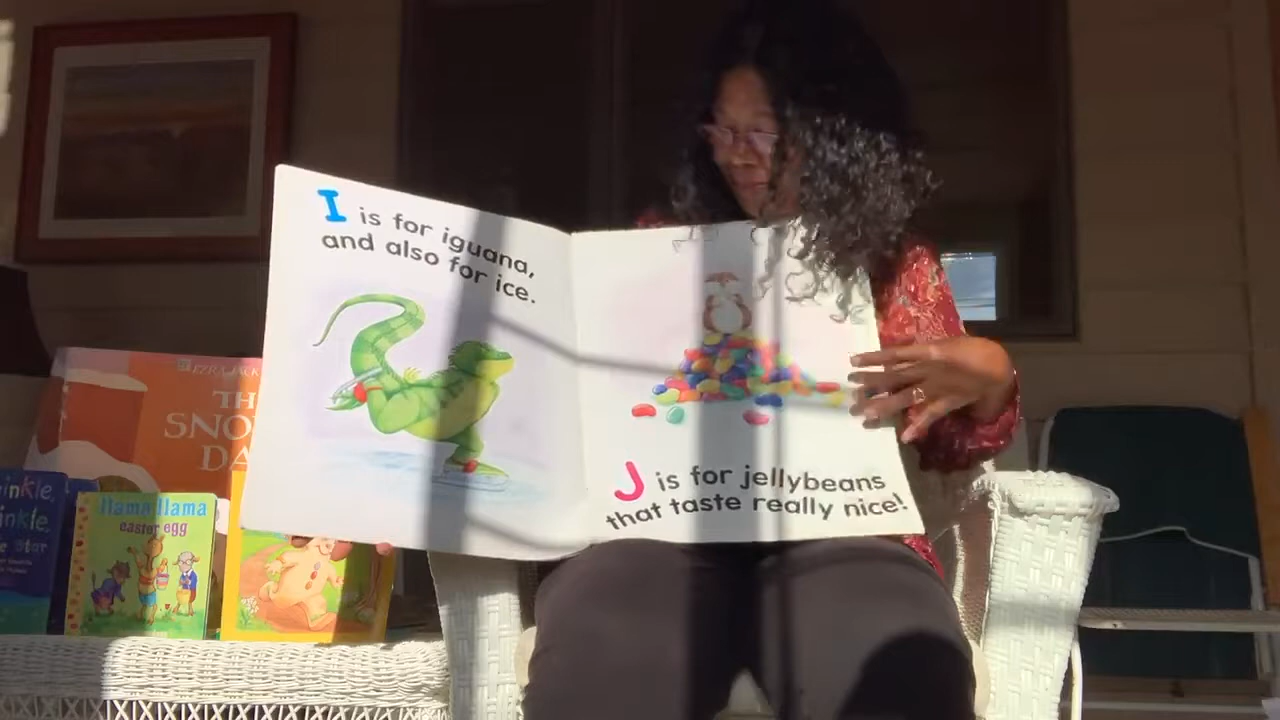 I is for iguana,
and also for ice.
J is for jellybeans
that taste really nice!
EZRA JACK
TH
SNO
DA
inkle,
inkle,
e Star
llama llama
easter egg